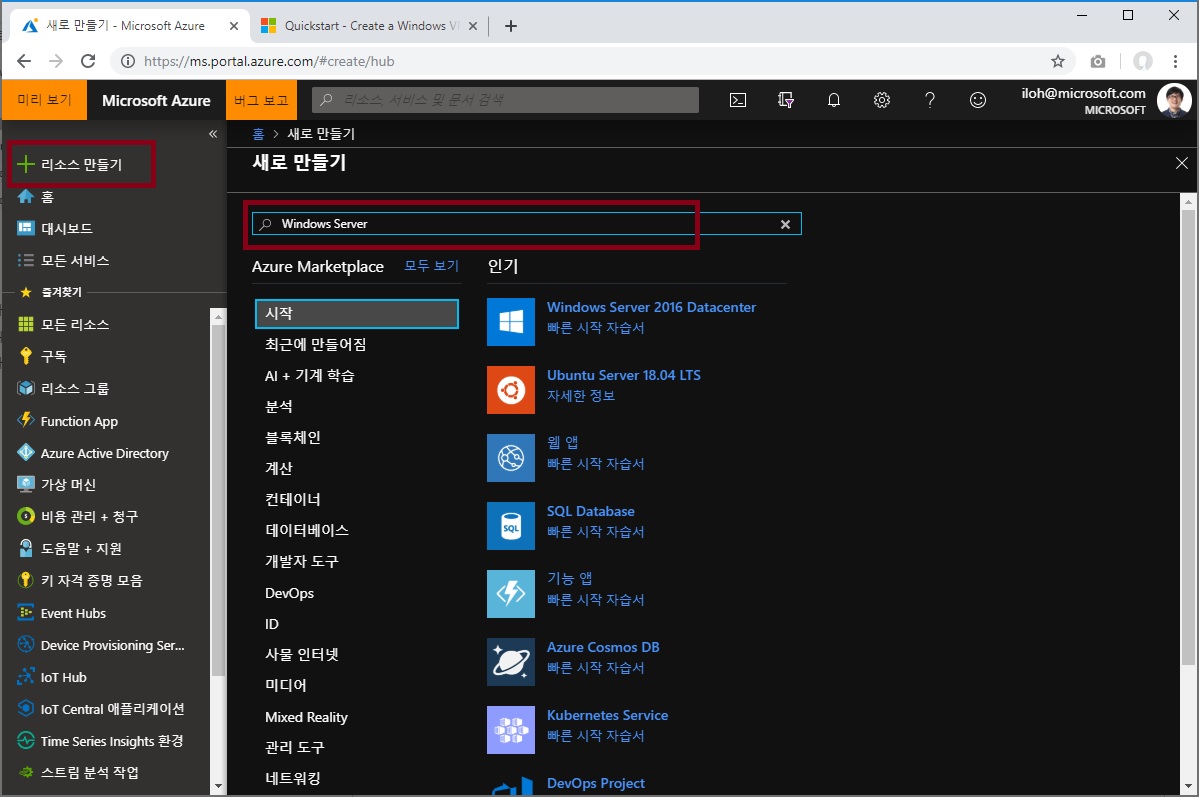 새로 만들기 - Microsoft Azure
Quickstart - Create a Windows V
https://ms.portal.azure.com/#create/hub
미리 보기
Microsoft Azure
버그 보고
리소스, 서비스 및 문서 검색
iloh@microsoft.com
MICROSOFT
홈 > 새로 만들기
새로 만들기
리소스 만들기
홈
대시보드
모든 서비스
즐겨찾기
모든 리소스
구독
리소스 그룹
Function App
Azure Active Directory
가상 머신
비용 관리 + 청구
도움말 + 지원
키 자격 증명 모음
Event Hubs
Device Provisioning Ser...
IoT Hub
IoT Central 애플리케이션
Time Series Insights 환경
스트림 분석 작업
Windows Server
Azure Marketplace
모두 보기
시작
최근에 만들어짐
AI + 기계 학습
분석
블록체인
계산
컨테이너
데이터베이스
개발자 도구
DevOps
ID
사물 인터넷
미디어
Mixed Reality
관리 도구
네트워킹
인기
Windows Server 2016 Datacenter
빠른 시작 자습서
Ubuntu Server 18.04 LTS
자세한 정보
웹 앱
빠른 시작 자습서
SQL
SQL Database
빠른 시작 자습서
기능 앱
빠른 시작 자습서
Azure Cosmos DB
빠른 시작 자습서
Kubernetes Service
빠른 시작 자습서
DevOps Project